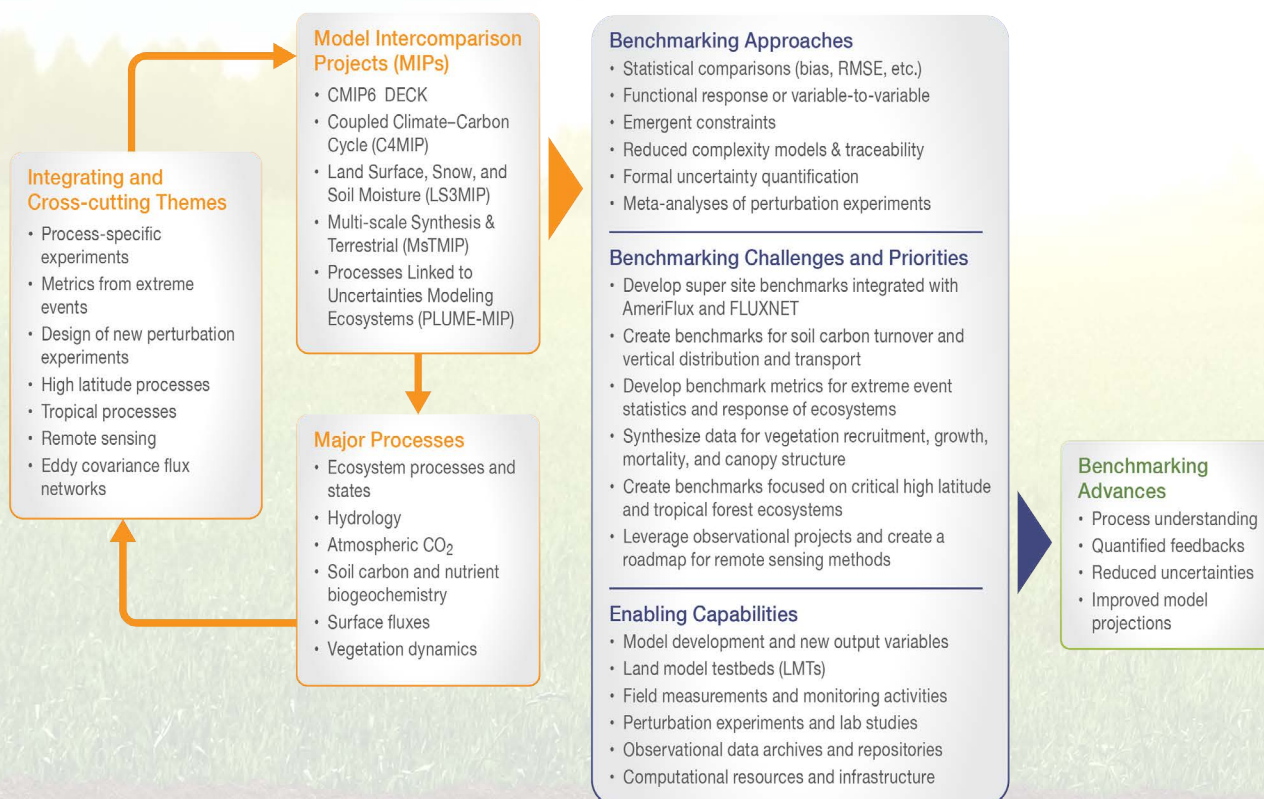 Integrating and
Cross-cutting Themes
• Process-specific
experiments
• Metrics from extreme
events
• Design of new perturbation
experiments
• High latitude processes
• Tropical processes
• Remote sensing
• Eddy covariance flux
networks
Model Intercomparison
Projects (MIPs)
• CMIP6 DECK
• Coupled Climate–Carbon
Cycle (C4MIP)
• Land Surface, Snow, and
Soil Moisture (LS3MIP)
• Multi-scale Synthesis &
Terrestrial (MsTMIP)
• Processes Linked to
Uncertainties Modeling
Ecosystems (PLUME-MIP)
Major Processes
• Ecosystem processes and
states
• Hydrology
• Atmospheric CO₂
• Soil carbon and nutrient
biogeochemistry
• Surface fluxes
• Vegetation dynamics
Benchmarking Approaches
• Statistical comparisons (bias, RMSE, etc.)
• Functional response or variable-to-variable
• Emergent constraints
• Reduced complexity models & traceability
• Formal uncertainty quantification
• Meta-analyses of perturbation experiments
Benchmarking Challenges and Priorities
• Develop super site benchmarks integrated with
AmeriFlux and FLUXNET
• Create benchmarks for soil carbon turnover and
vertical distribution and transport
• Develop benchmark metrics for extreme event
statistics and response of ecosystems
• Synthesize data for vegetation recruitment, growth,
mortality, and canopy structure
• Create benchmarks focused on critical high latitude
and tropical forest ecosystems
• Leverage observational projects and create a
roadmap for remote sensing methods
Enabling Capabilities
• Model development and new output variables
• Land model testbeds (LMTs)
• Field measurements and monitoring activities
• Perturbation experiments and lab studies
• Observational data archives and repositories
• Computational resources and infrastructure
Benchmarking
Advances
• Process understanding
• Quantified feedbacks
• Reduced uncertainties
• Improved model
projections